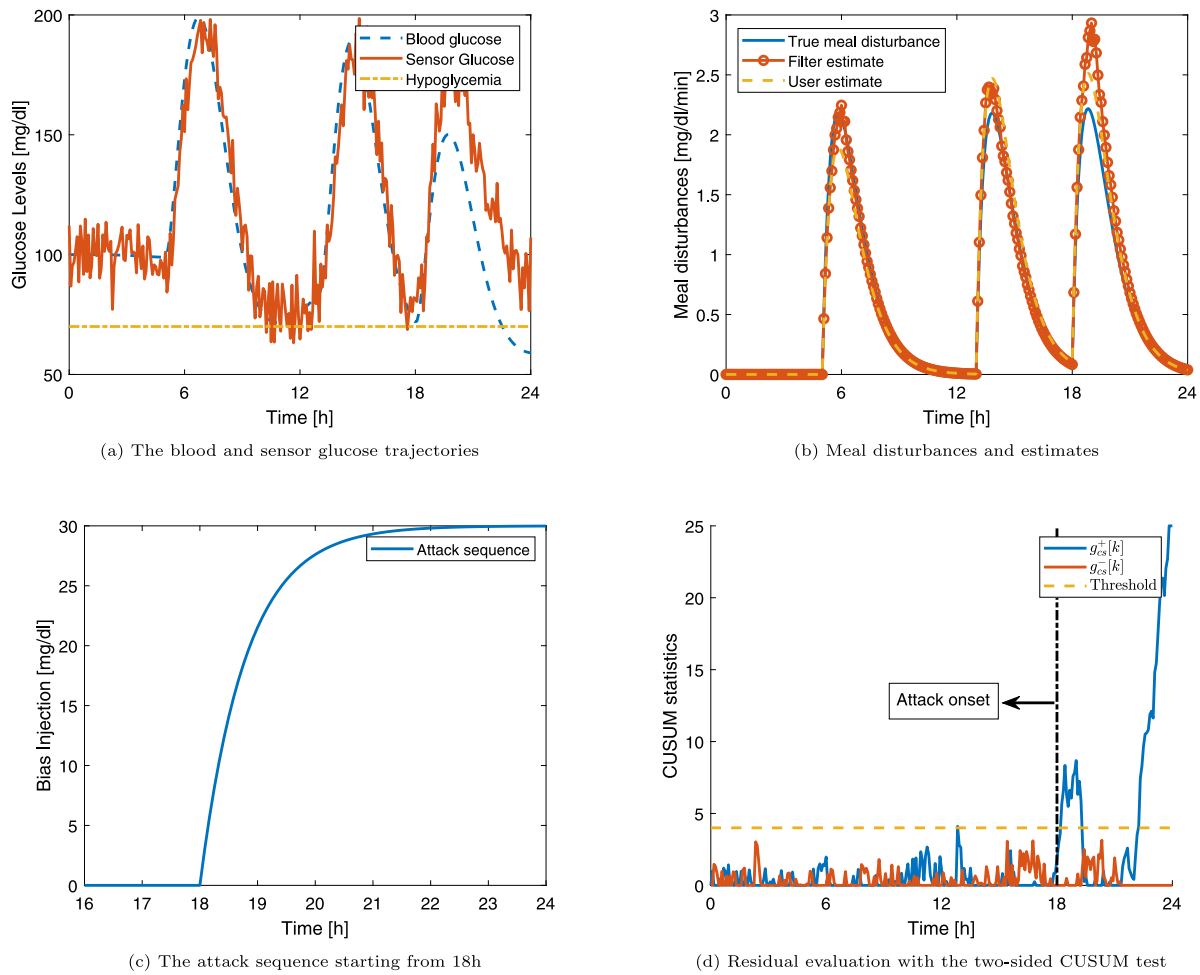 200
150
100
50
0
6
12
18
24
Glucose Levels [mg/dl]
Time [h]
Blood glucose
Sensor Glucose
Hypoglycemia
(a) The blood and sensor glucose trajectories
3
2.5
2
1.5
1
0.5
0
0
6
12
18
24
Meal disturbances [mg/dl/min]
Time [h]
True meal disturbance
Filter estimate
User estimate
(b) Meal disturbances and estimates
30
25
20
15
10
5
0
16
17
18
19
20
21
22
23
24
Bias Injection [mg/dl]
Time [h]
Attack sequence
(c) The attack sequence starting from 18h
25
20
15
10
5
0
0
6
12
18
24
CUSUM statistics
Time [h]
g_{cs}^{+}[k]
g_{cs}^{-}[k]
Threshold
Attack onset
(d) Residual evaluation with the two-sided CUSUM test